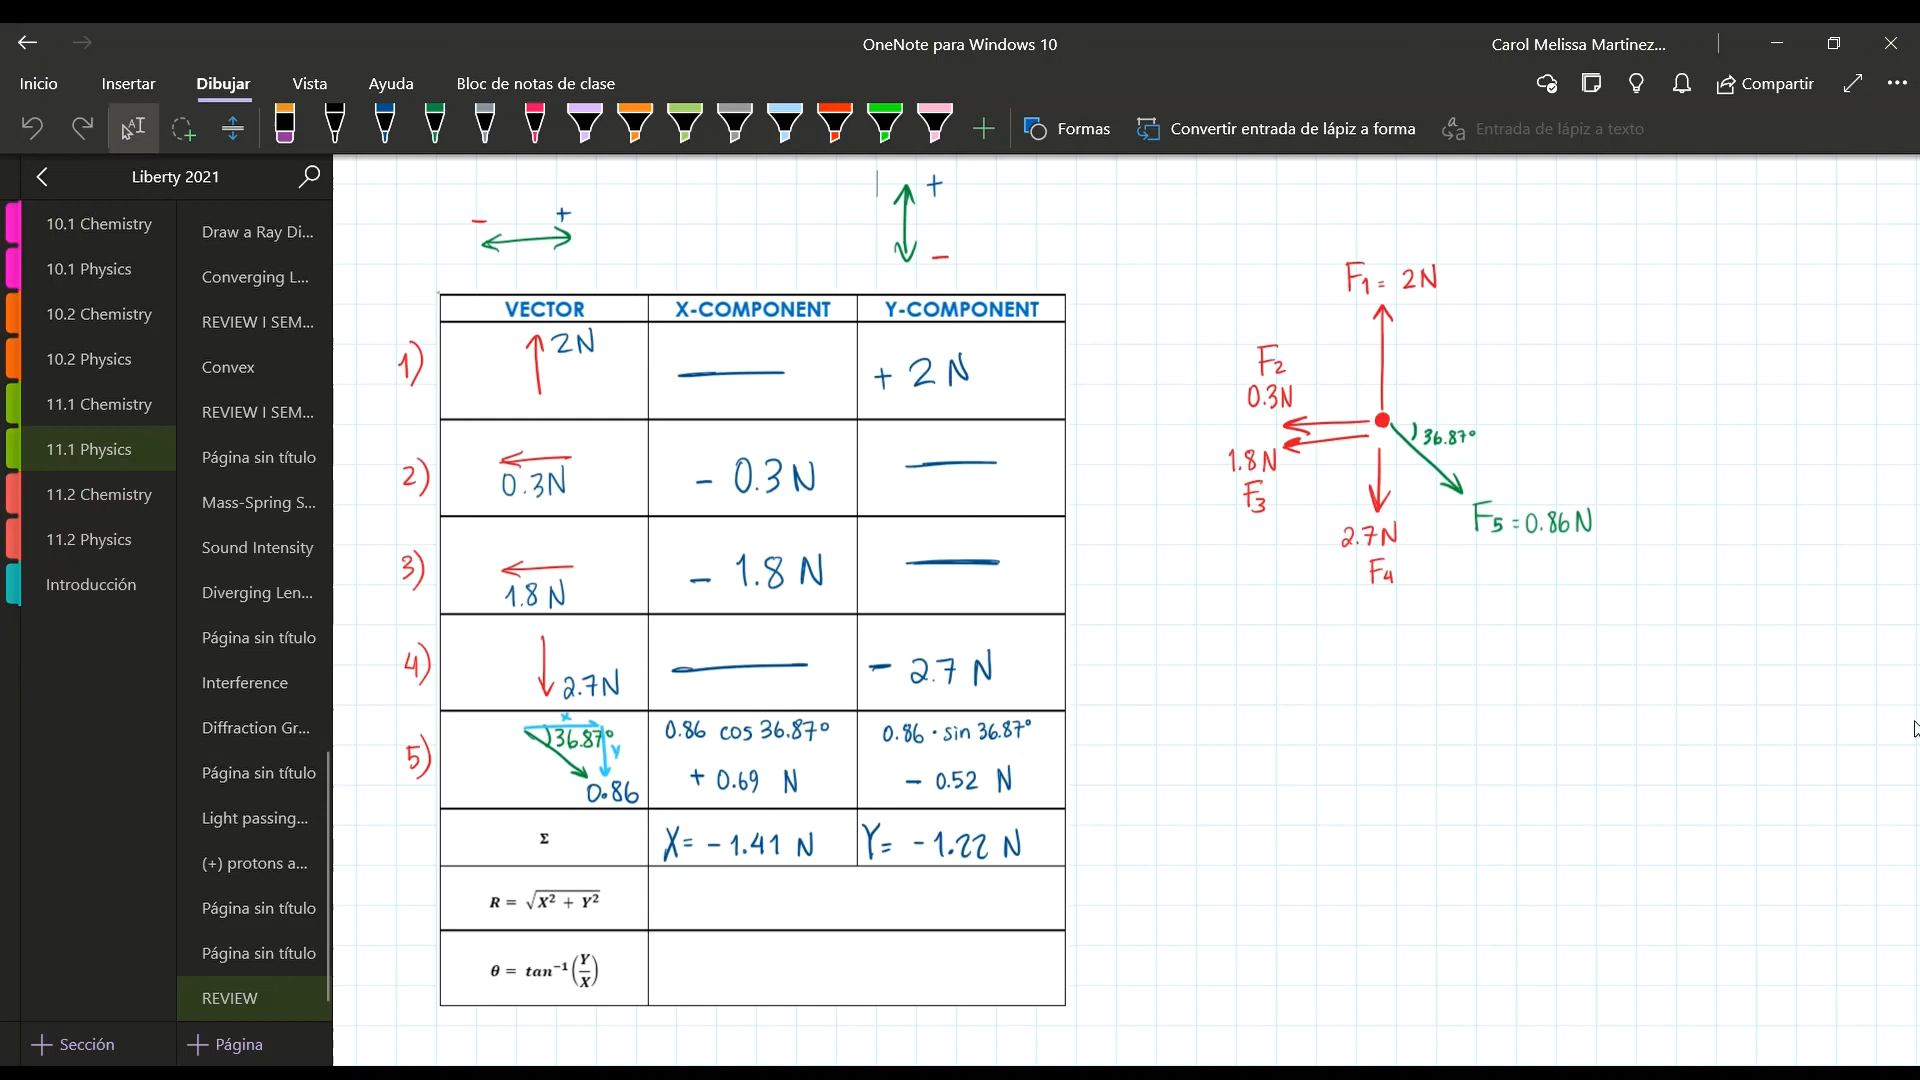 OneNote para Windows 10
Carol Melissa Martinez...
Inicio Insertar Dibujar Vista Ayuda Bloc de notas de clase
Compartir
Formas Convertir entrada de lápiz a forma Entrada de lápiz a texto
Liberty 2021
10.1 Chemistry
10.1 Physics
10.2 Chemistry
10.2 Physics
11.1 Chemistry
11.1 Physics
11.2 Chemistry
11.2 Physics
Introducción
Sección
Draw a Ray Di...
Converging L...
REVIEW I SEM...
Convex
REVIEW I SEM...
Página sin título
Mass-Spring S...
Sound Intensity
Diverging Len...
Página sin título
Interference
Diffraction Gr...
Página sin título
Light passing...
(+) protons a...
Página sin título
Página sin título
REVIEW
Página
- +
+
-
VECTOR X-COMPONENT Y-COMPONENT
1) 2N — + 2 N
2) 0.3N - 0.3 N —
3) 1.8 N - 1.8 N —
4) 2.7N — - 2.7 N
5) x 36.87° Y 0.86
0.86 cos 36.87°
+ 0.69 N
0.86 · sin 36.87°
- 0.52 N
Σ X= -1.41 N Y= -1.22 N
R = √X² + Y²
θ = tan⁻¹(Y/X)
F1 = 2N
F2
0.3N
1.8 N
F3
36.87°
2.7N
F4
F5 = 0.86 N